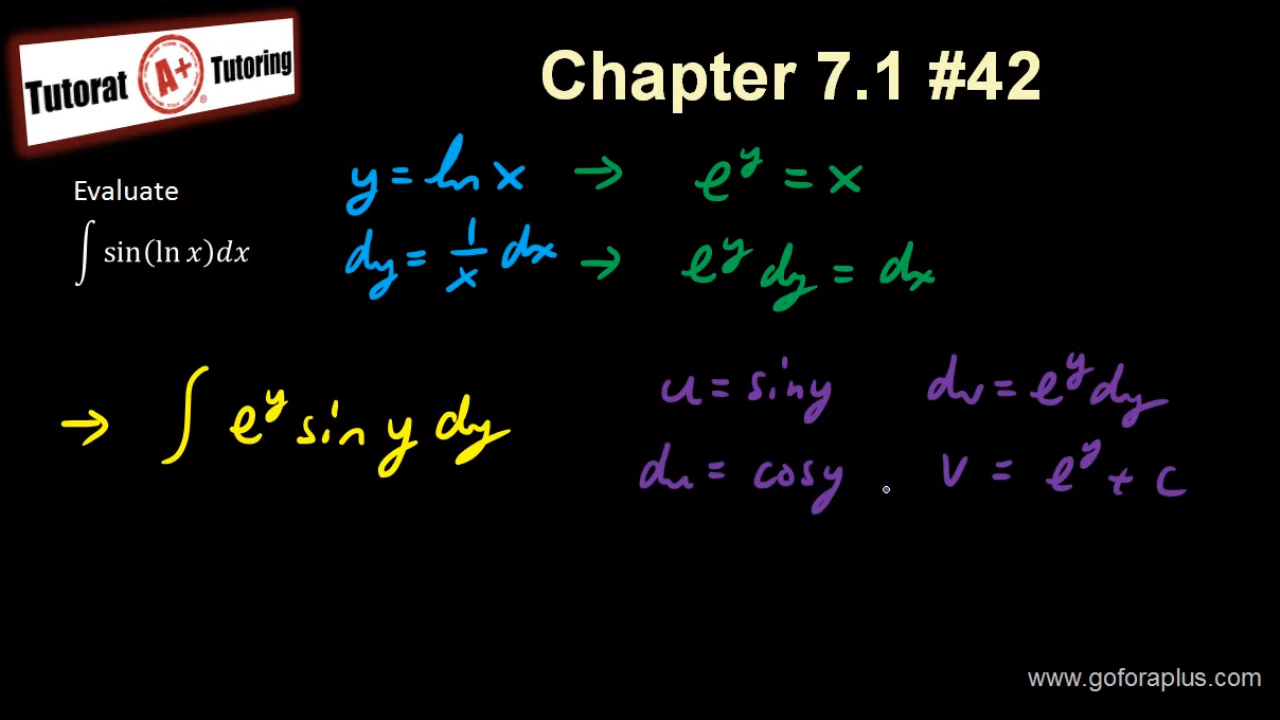 Tutorat A+ Tutoring ®
Chapter 7.1 #42
Evaluate
∫ sin(ln x)dx
y = ln x → e^y = x
dy = 1/x dx → e^y dy = dx
→ ∫ e^y sin y dy
u = sin y dv = e^y dy
du = cos y v = e^y + c
www.goforaplus.com